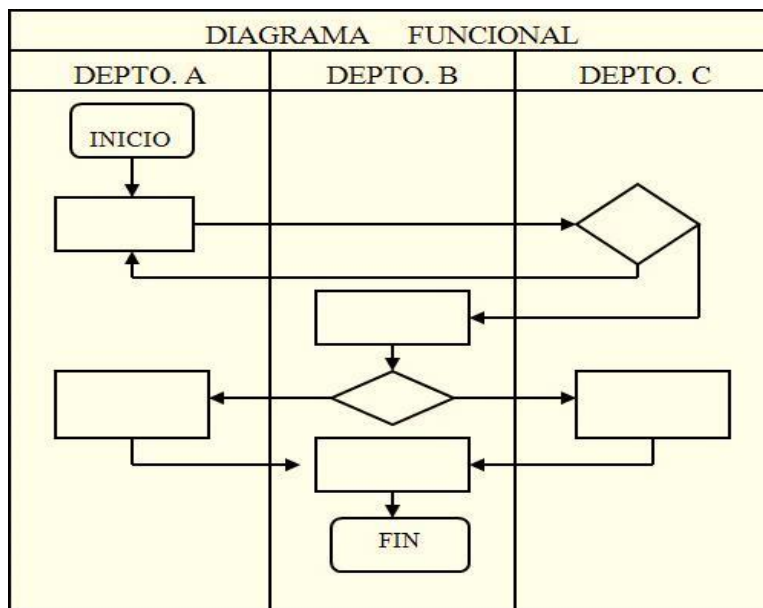 DIAGRAMA FUNCIONAL
DEPTO. A DEPTO. B DEPTO. C
INICIO
FIN